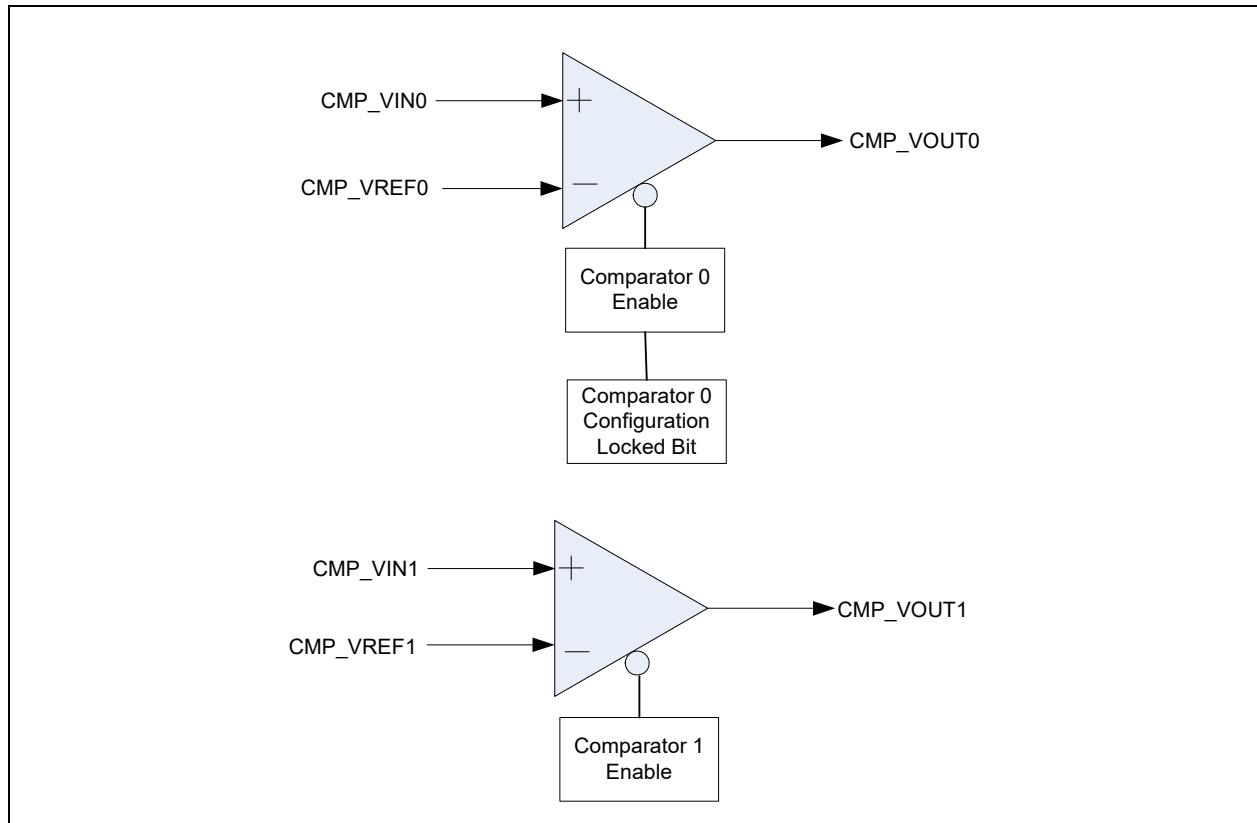 CMP_VIN0
+
CMP_VOUT0
CMP_VREF0
—
Comparator 0
Enable
Comparator 0
Configuration
Locked Bit
CMP_VIN1
+
CMP_VOUT1
CMP_VREF1
—
Comparator 1
Enable